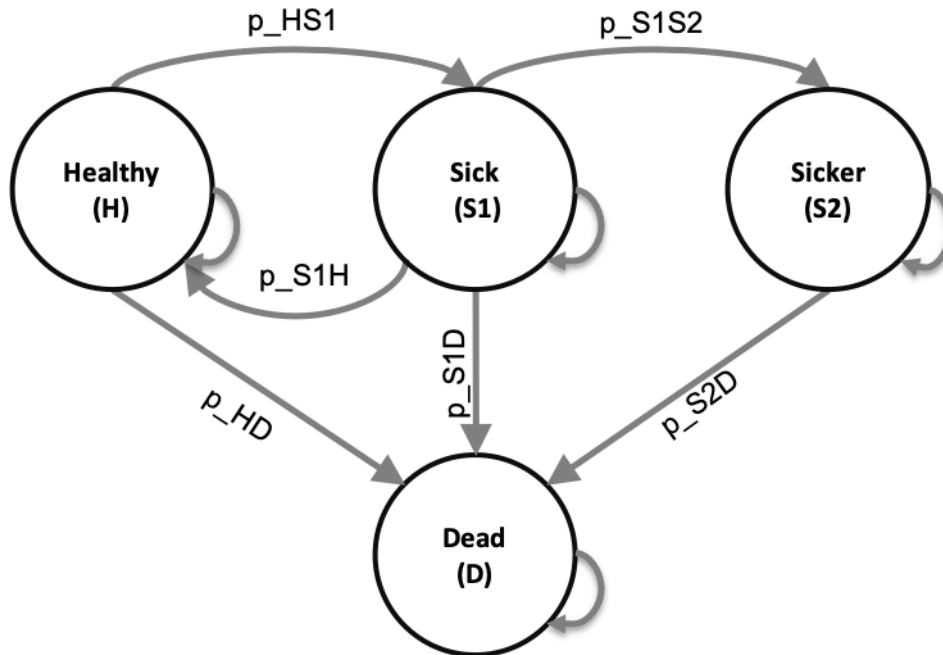 p_HS1
p_S1S2
Healthy
(H)
Sick
(S1)
Sicker
(S2)
p_S1H
p_HD
p_S1D
p_S2D
Dead
(D)